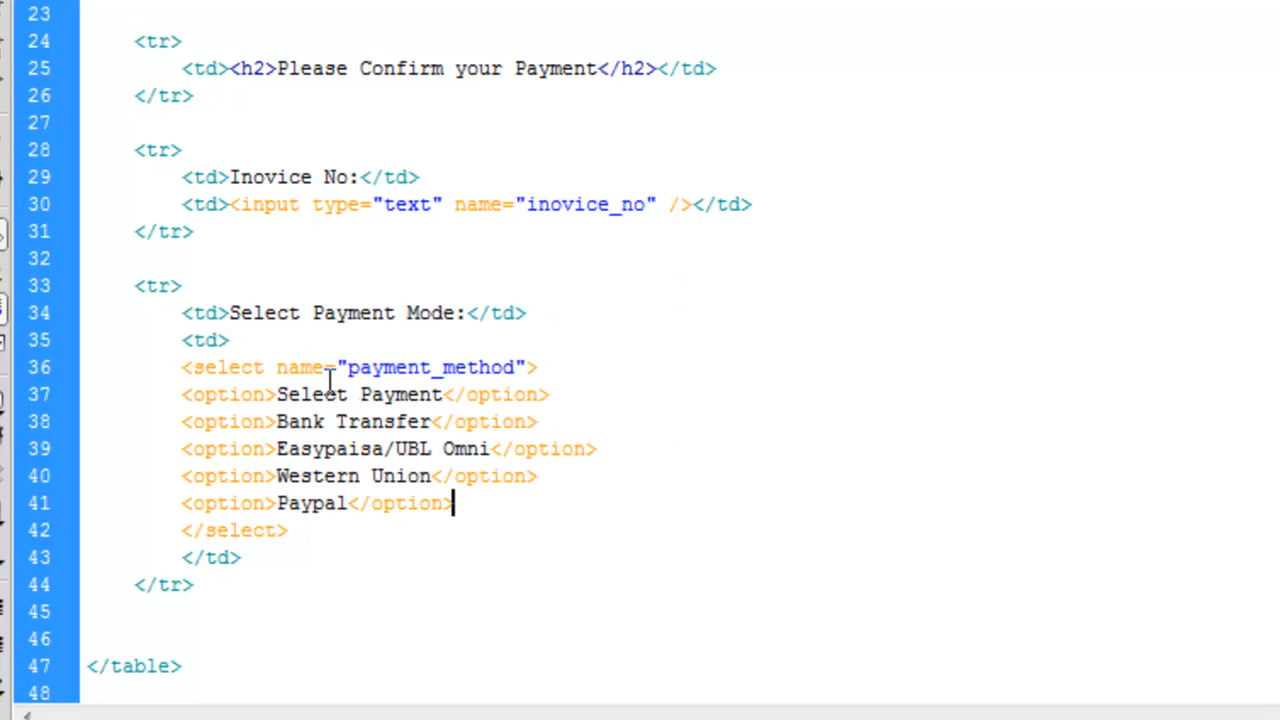 23
24 <tr>
25 <td><h2>Please Confirm your Payment</h2></td>
26 </tr>
27
28 <tr>
29 <td>Inovice No:</td>
30 <td><input type="text" name="inovice_no" /></td>
31 </tr>
32
33 <tr>
34 <td>Select Payment Mode:</td>
35 <td>
36 <select name="payment_method">
37 <option>Select Payment</option>
38 <option>Bank Transfer</option>
39 <option>Easypaisa/UBL Omni</option>
40 <option>Western Union</option>
41 <option>Paypal</option>
42 </select>
43 </td>
44 </tr>
45
46
47 </table>
48